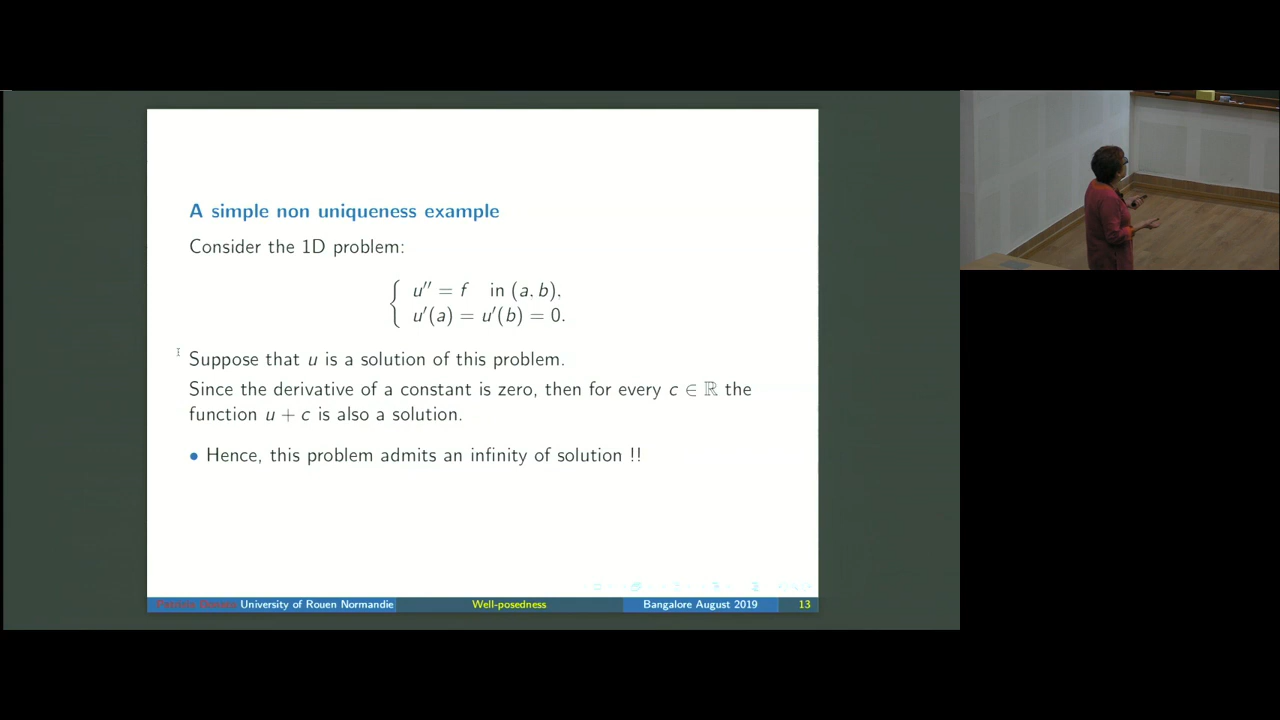 A simple non uniqueness example
Consider the 1D problem:
u″ = f in (a, b),
u′(a) = u′(b) = 0.
Suppose that u is a solution of this problem.
Since the derivative of a constant is zero, then for every c ∈ ℝ the
function u + c is also a solution.
• Hence, this problem admits an infinity of solution !!
University of Rouen Normandie Well-posedness Bangalore August 2019 13